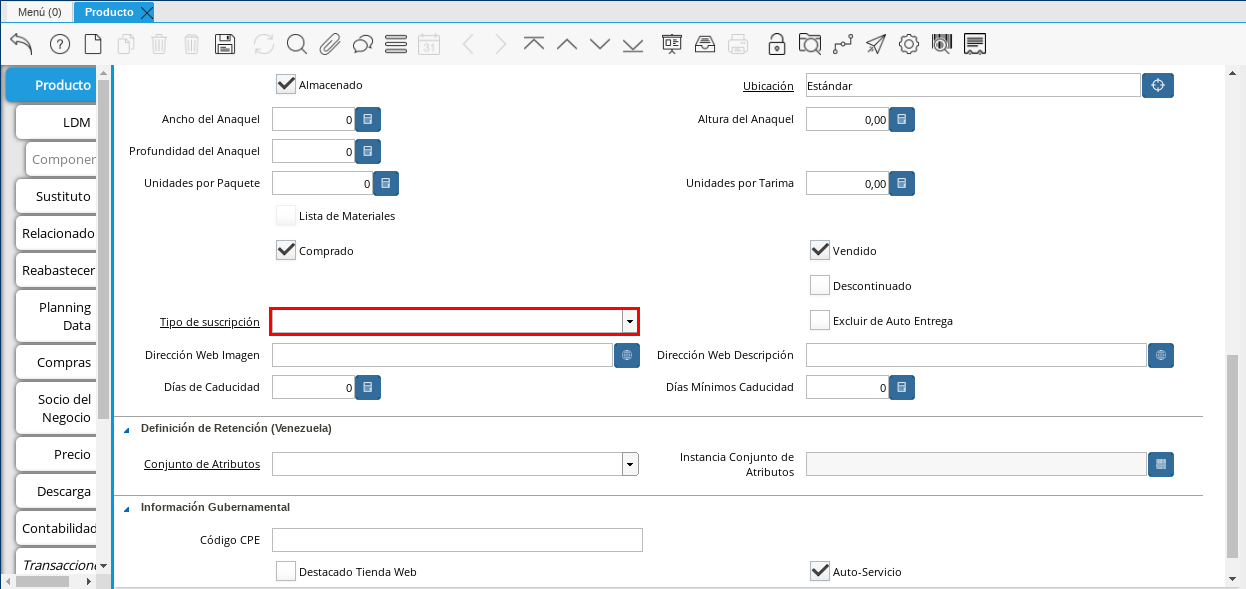 Menú (0)
Producto
31
Producto
LDM
Componen
Sustituto
Relacionado
Reabastecer
Planning
Data
Compras
Socio del
Negocio
Precio
Descarga
Contabilidad
Transaccione
Almacenado
Ubicación
Estándar
Ancho del Anaquel
0
Altura del Anaquel
0,00
Profundidad del Anaquel
0
Unidades por Paquete
0
Unidades por Tarima
0,00
Lista de Materiales
Comprado
Vendido
Descontinuado
Tipo de suscripción
Excluir de Auto Entrega
Dirección Web Imagen
Dirección Web Descripción
Días de Caducidad
0
Días Mínimos Caducidad
0
Definición de Retención (Venezuela)
Conjunto de Atributos
Instancia Conjunto de
Atributos
Información Gubernamental
Código CPE
Destacado Tienda Web
Auto-Servicio